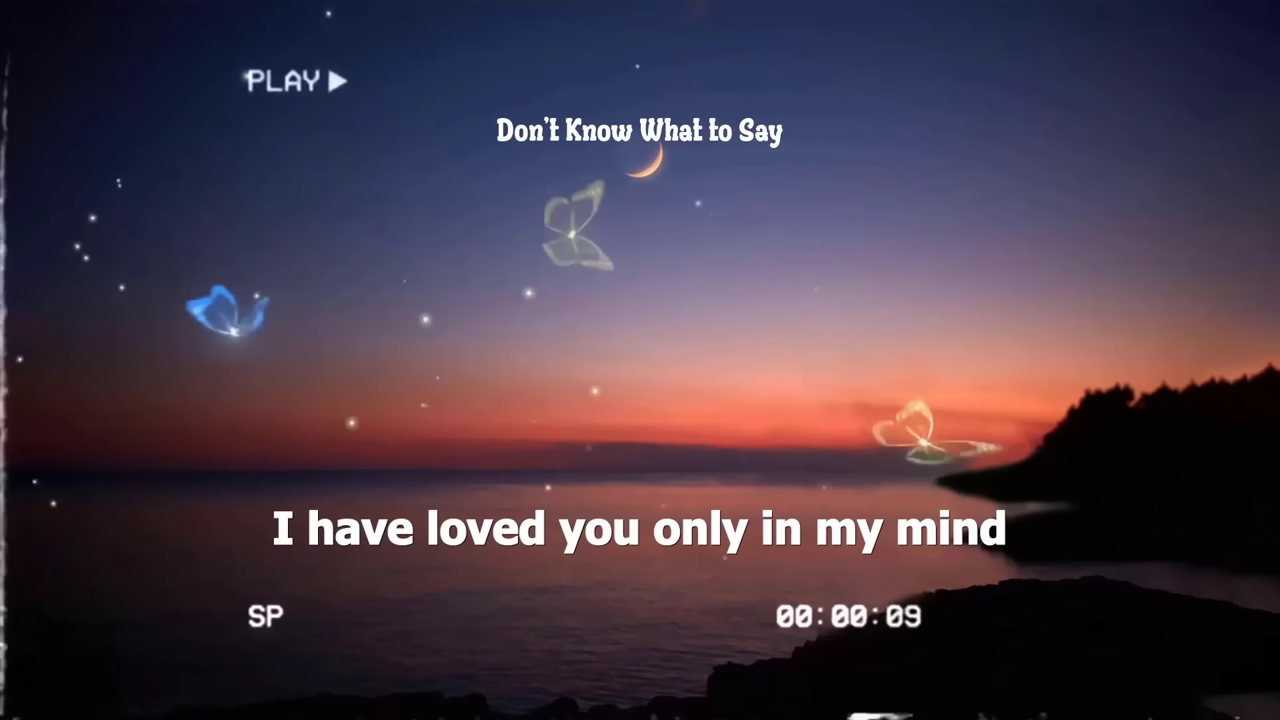 PLAY
Don't Know What to Say
I have loved you only in my mind
SP
00:00:09